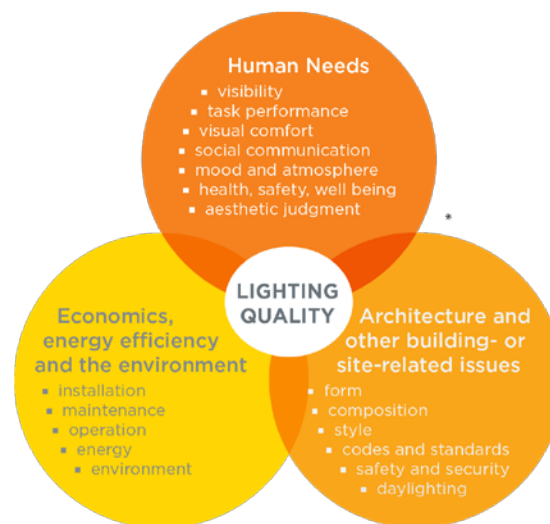 Human Needs
▪ visibility
▪ task performance
▪ visual comfort
▪ social communication
▪ mood and atmosphere
▪ health, safety, well being
▪ aesthetic judgment
*
LIGHTING
QUALITY
Economics,
energy efficiency
and the environment
▪ installation
▪ maintenance
▪ operation
▪ energy
▪ environment
Architecture and
other building- or
site-related issues
▪ form
▪ composition
▪ style
▪ codes and standards
▪ safety and security
▪ daylighting